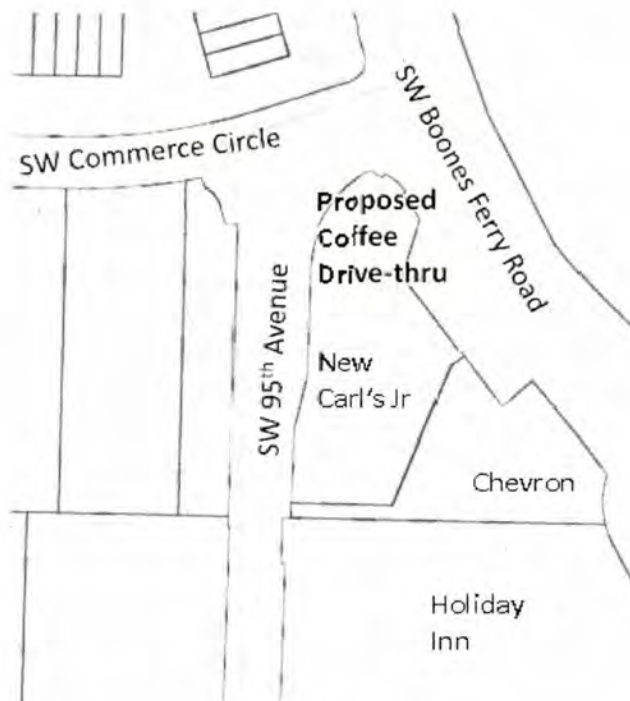 SW Commerce Circle
SW Boones Ferry Road
Proposed
Coffee
Drive-thru
SW 95th Avenue
New
Carl's Jr
Chevron
Holiday
Inn